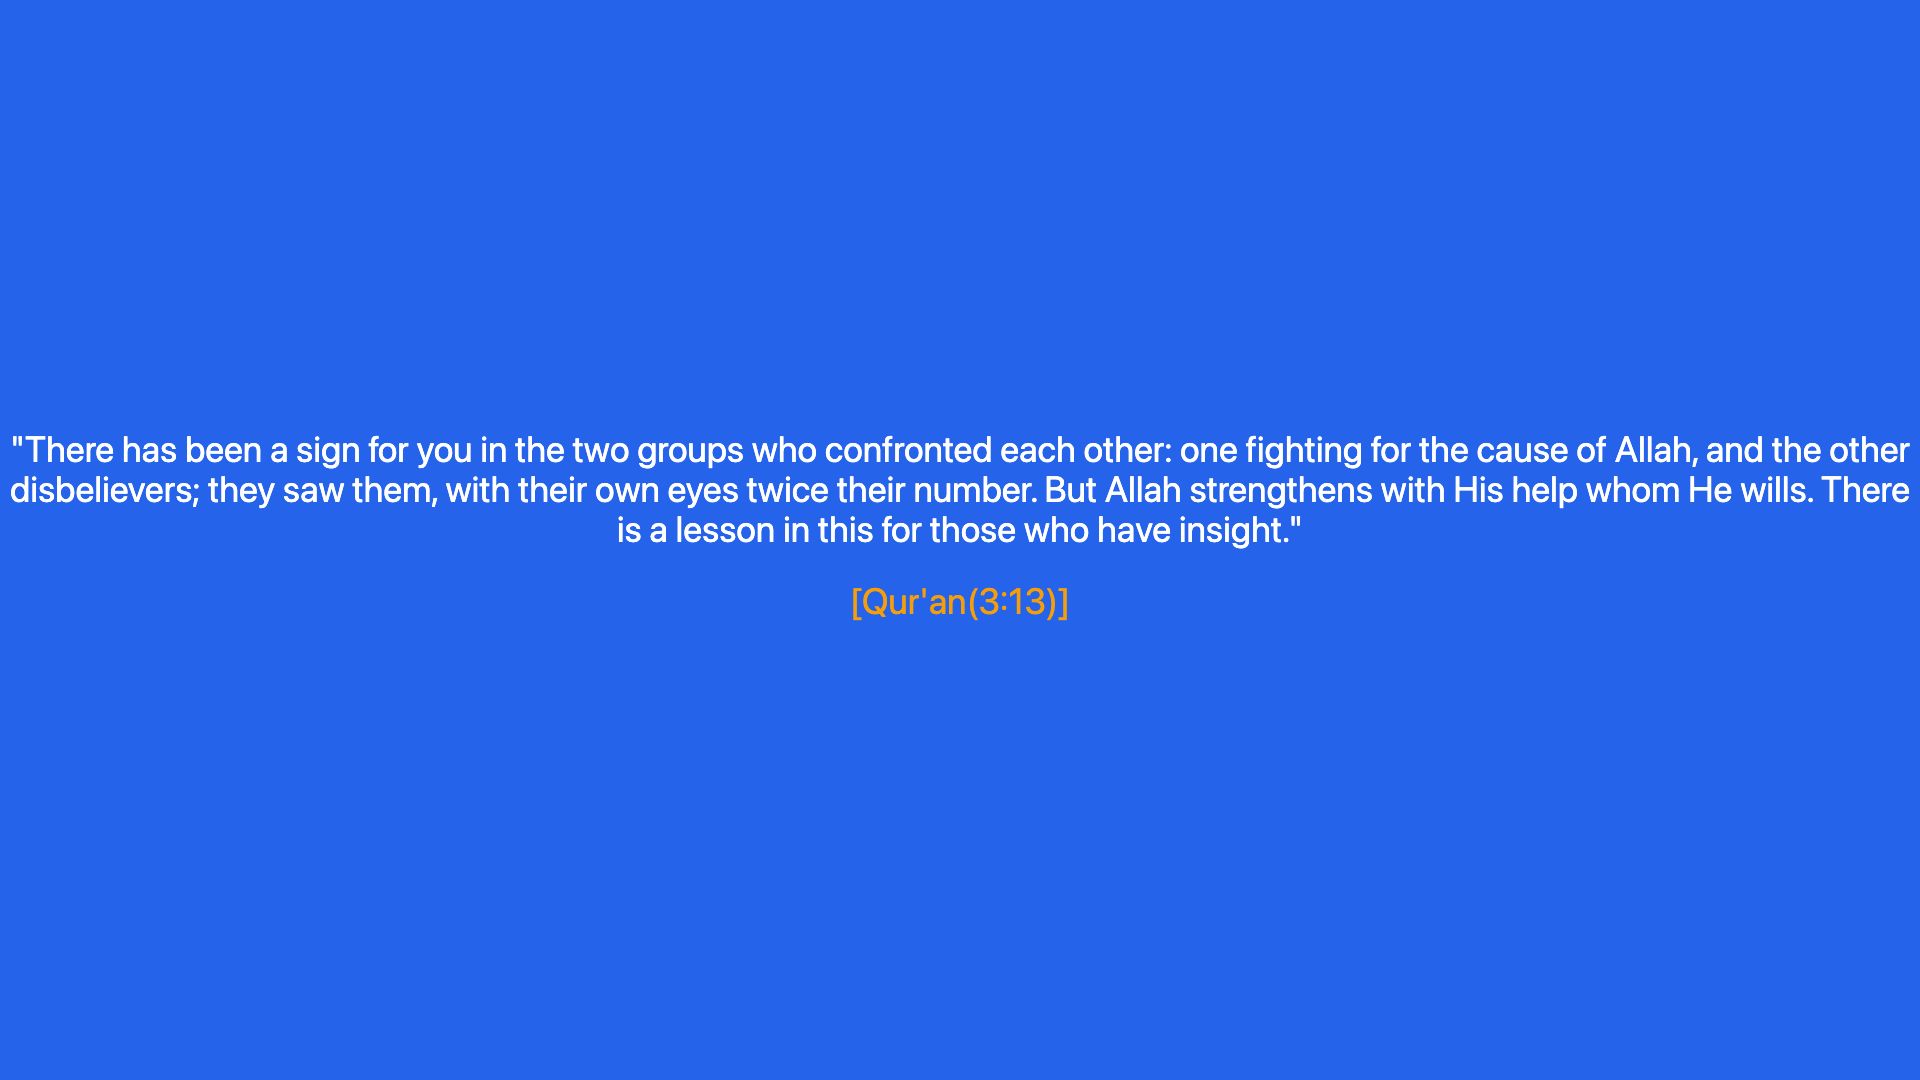 "There has been a sign for you in the two groups who confronted each other: one fighting for the cause of Allah, and the other
disbelievers; they saw them, with their own eyes twice their number. But Allah strengthens with His help whom He wills. There
is a lesson in this for those who have insight."
[Qur'an(3:13)]